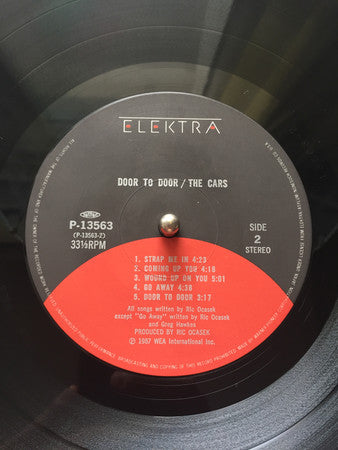 ELEKTRA
DOOR TO DOOR / THE CARS
P-13563
(P-13563-2)
33⅓RPM
SIDE
2
STEREO
1. STRAP ME IN 4:23
2. COMING UP YOU 4:18
3. WOUND UP ON YOU 5:01
4. GO AWAY 4:38
5. DOOR TO DOOR 3:17
All songs written by Ric Ocasek
except "Go Away" written by Ric Ocasek
and Greg Hawkes
PRODUCED BY RIC OCASEK
℗ 1987 WEA International Inc.